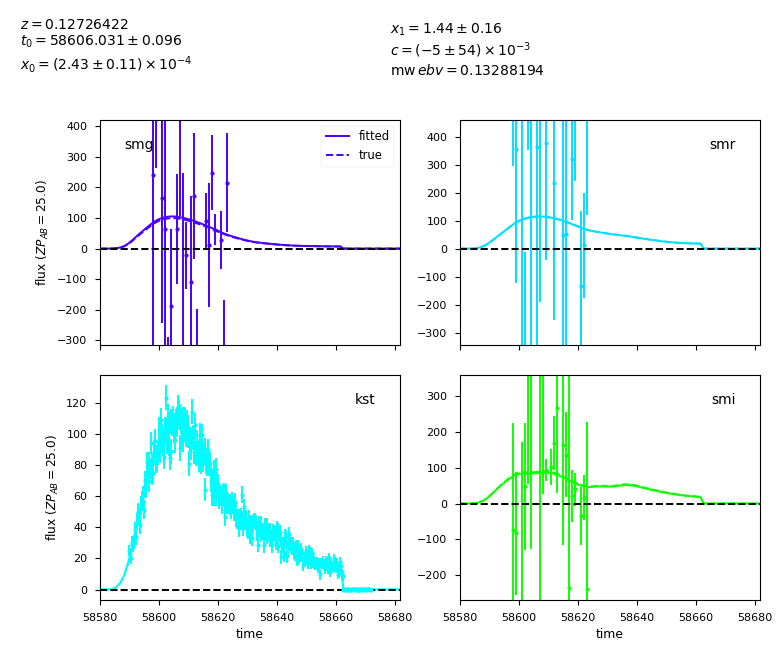 z = 0.12726422
t₀ = 58606.031 ± 0.096
x₀ = (2.43 ± 0.11) × 10⁻⁴
x₁ = 1.44 ± 0.16
c = (−5 ± 54) × 10⁻³
mw ebv = 0.13288194
smg
fitted
true
400
300
200
100
0
−100
−200
−300
flux (ZP_AB = 25.0)
smr
400
300
200
100
0
−100
−200
−300
kst
120
100
80
60
40
20
0
flux (ZP_AB = 25.0)
58580 58600 58620 58640 58660 58680
time
smi
300
200
100
0
−100
−200
58580 58600 58620 58640 58660 58680
time